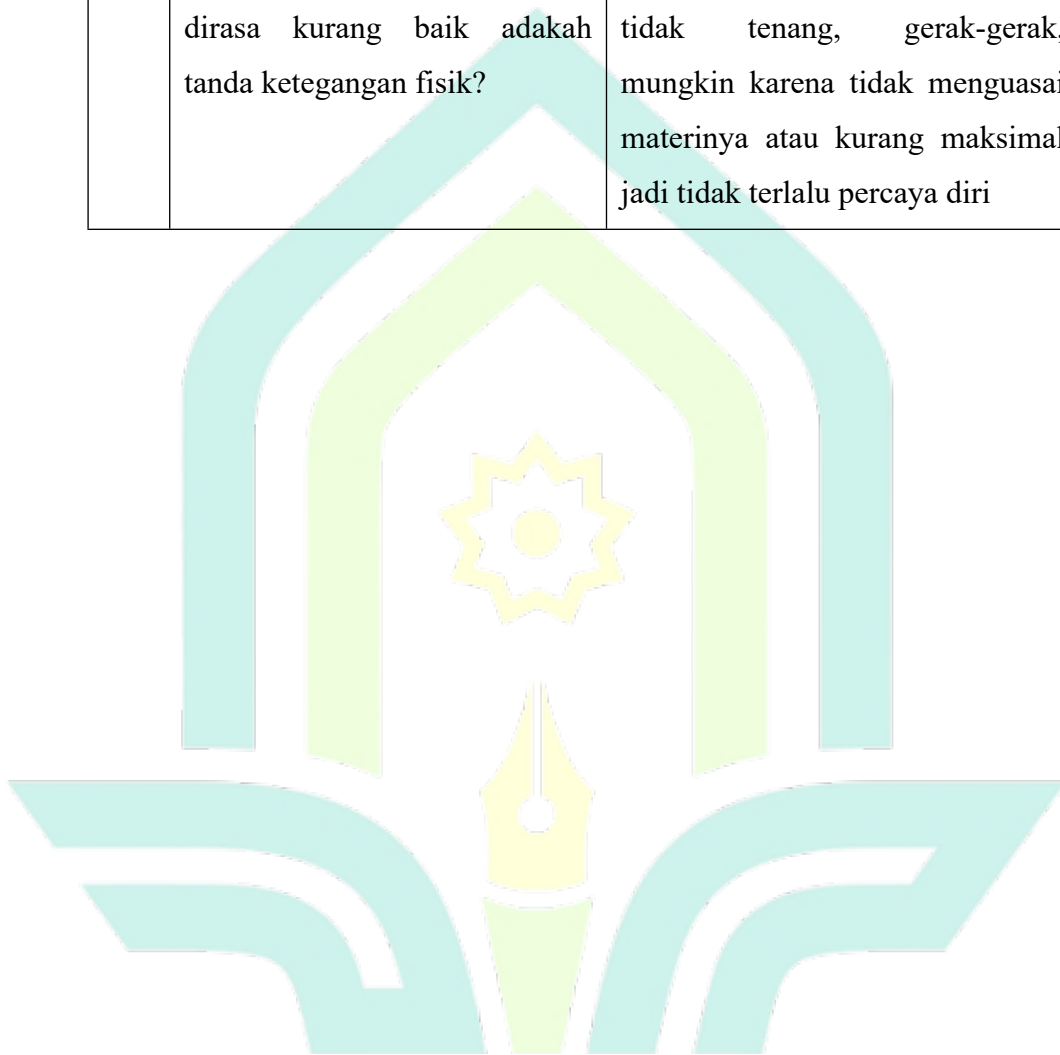 dirasa kurang baik adakah
tanda ketegangan fisik?
tidak tenang, gerak-gerak,
mungkin karena tidak menguasai
materinya atau kurang maksimal
jadi tidak terlalu percaya diri